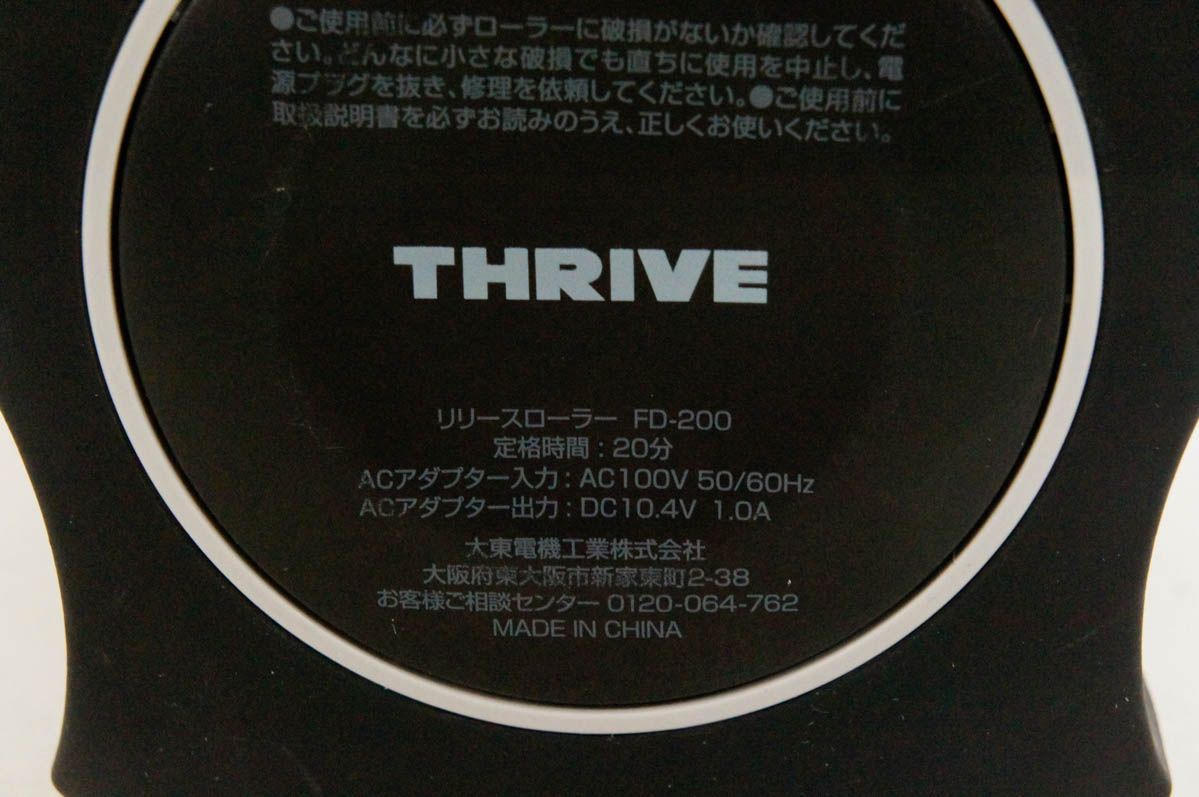 ●ご使用前に必ずローラーに破損がないか確認してくだ
さい。どんなに小さな破損でも直ちに使用を中止し、電
源プラグを抜き、修理を依頼してください。●ご使用前に
取扱説明書を必ずお読みのうえ、正しくお使いください。
THRIVE
リリースローラー FD-200
定格時間：20分
ACアダプター入力：AC100V 50/60Hz
ACアダプター出力：DC10.4V 1.0A
大東電機工業株式会社
大阪府東大阪市新家東町2-38
お客様ご相談センター 0120-064-762
MADE IN CHINA